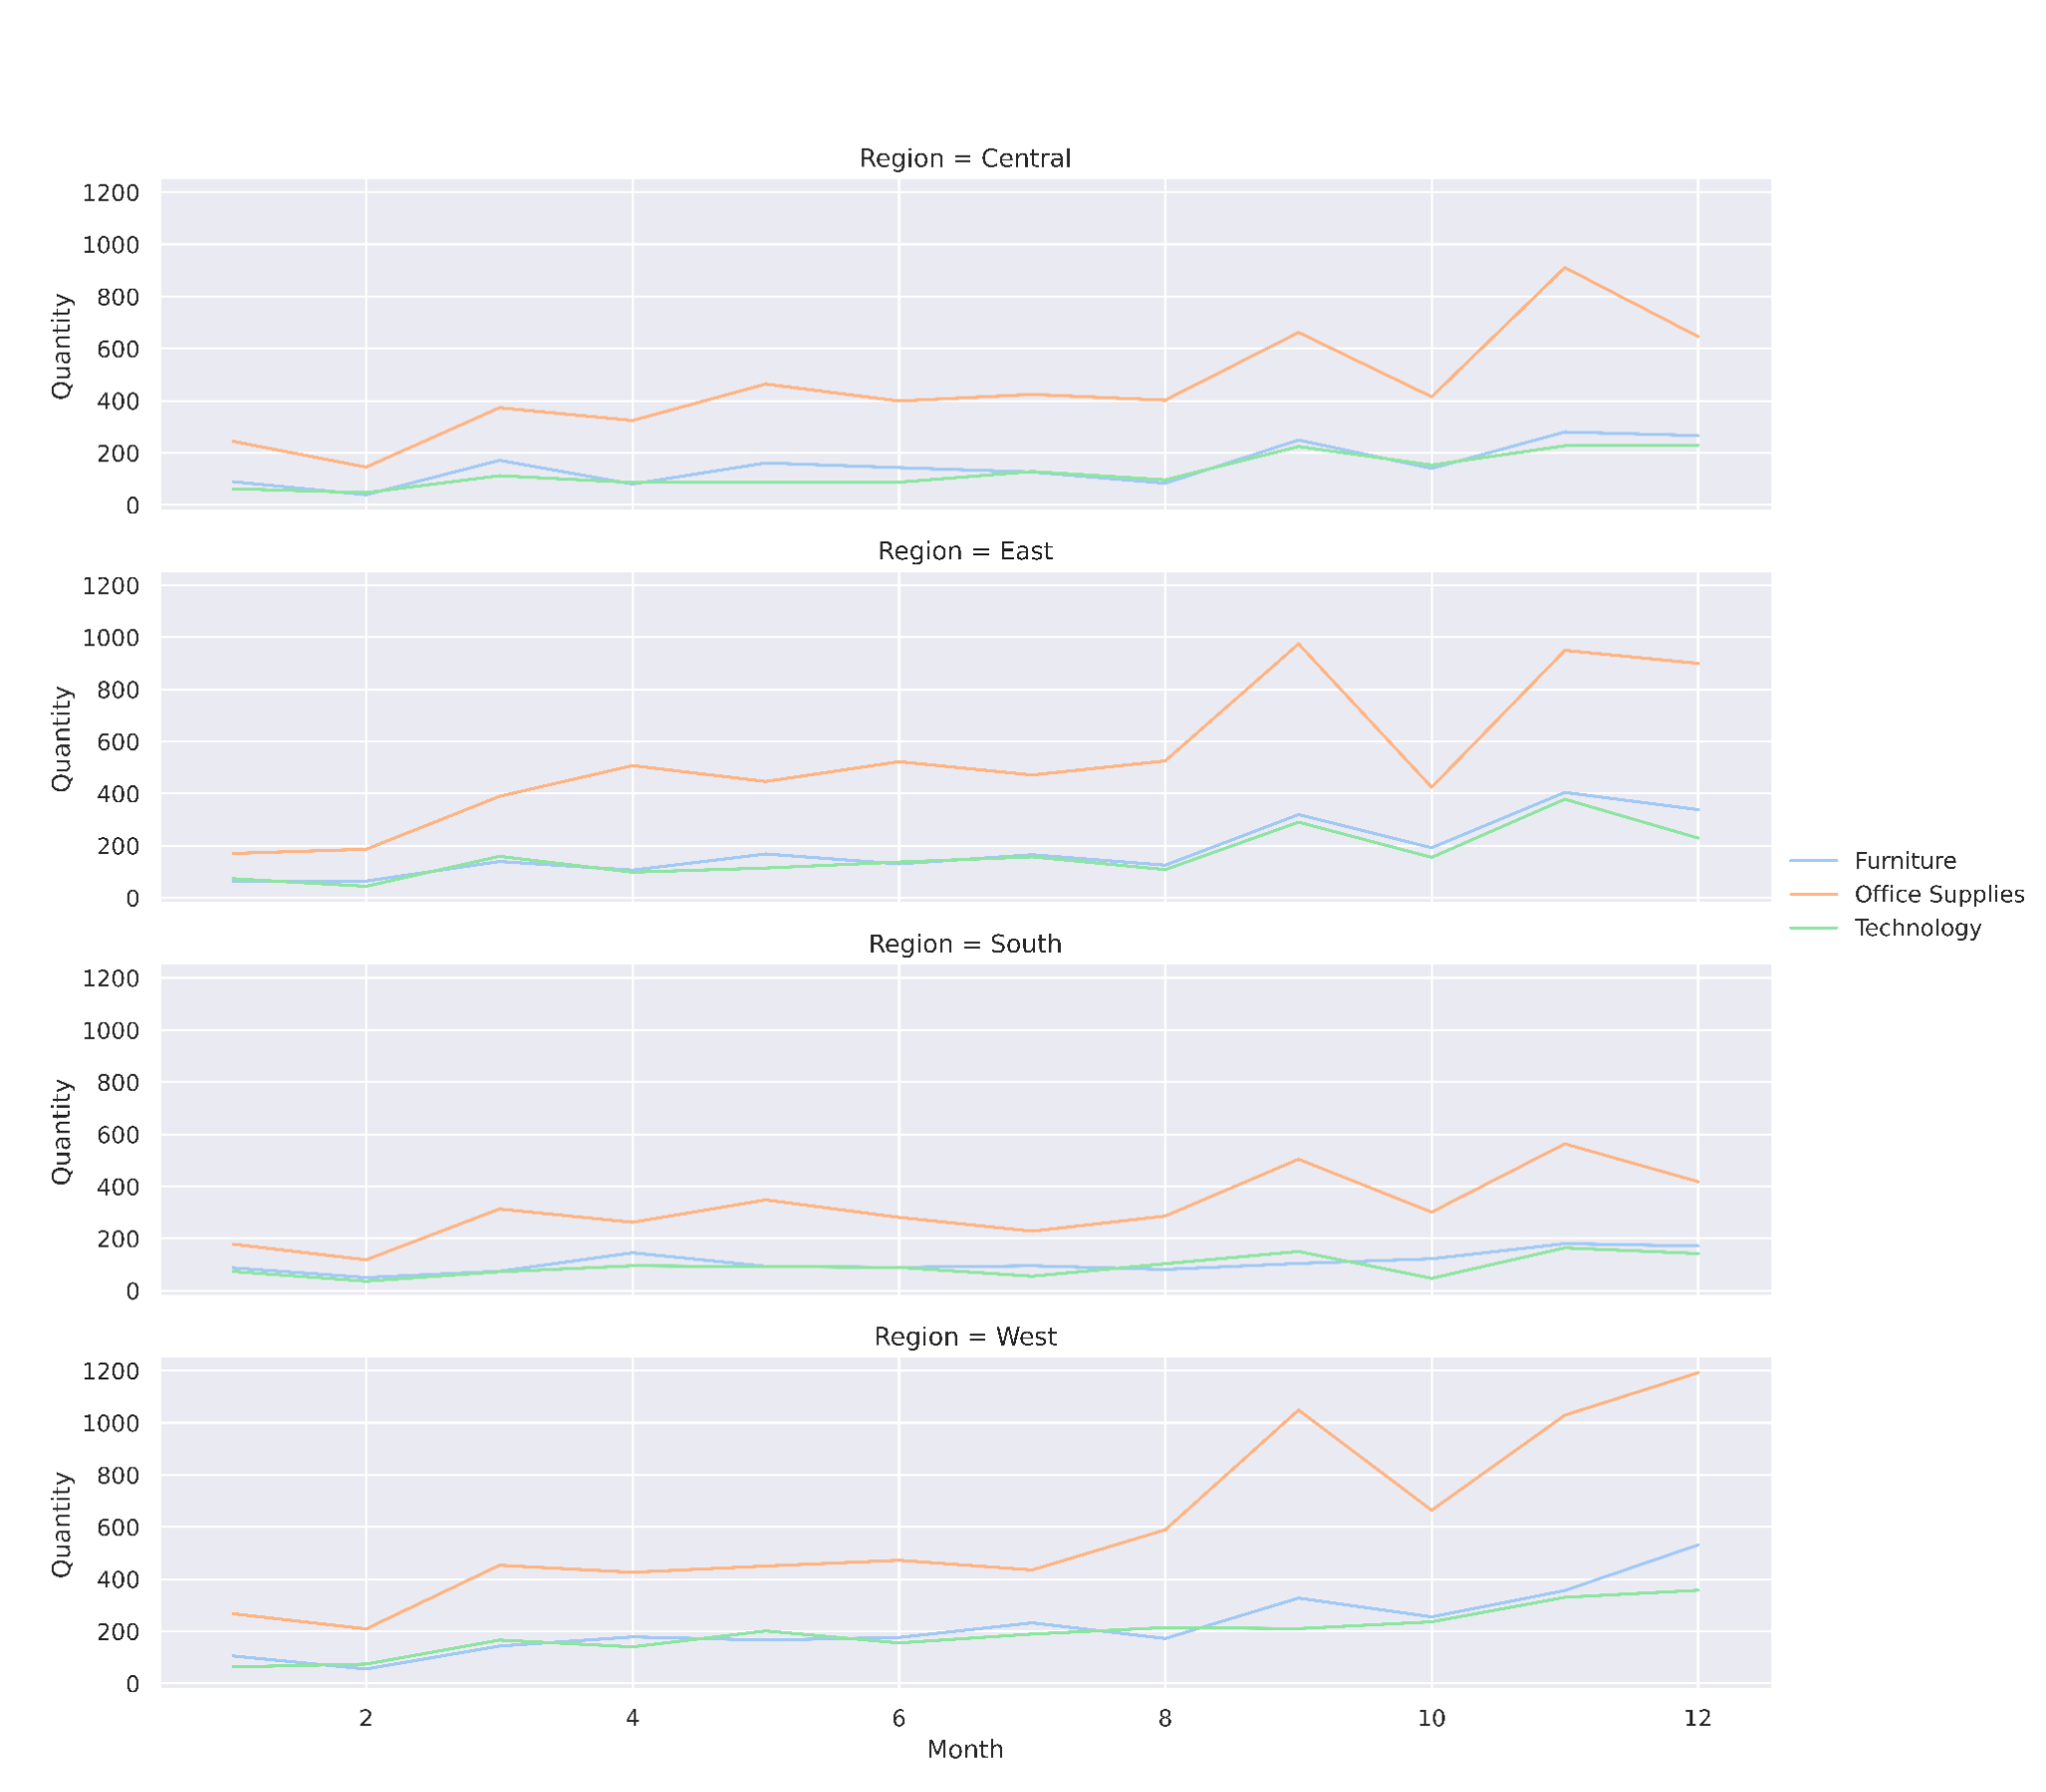 Region = Central
1200
1000
800
600
400
200
0
Quantity
Region = East
1200
1000
800
600
400
200
0
Quantity
Region = South
1200
1000
800
600
400
200
0
Quantity
Region = West
1200
1000
800
600
400
200
0
Quantity
2 4 6 8 10 12
Month
Furniture
Office Supplies
Technology